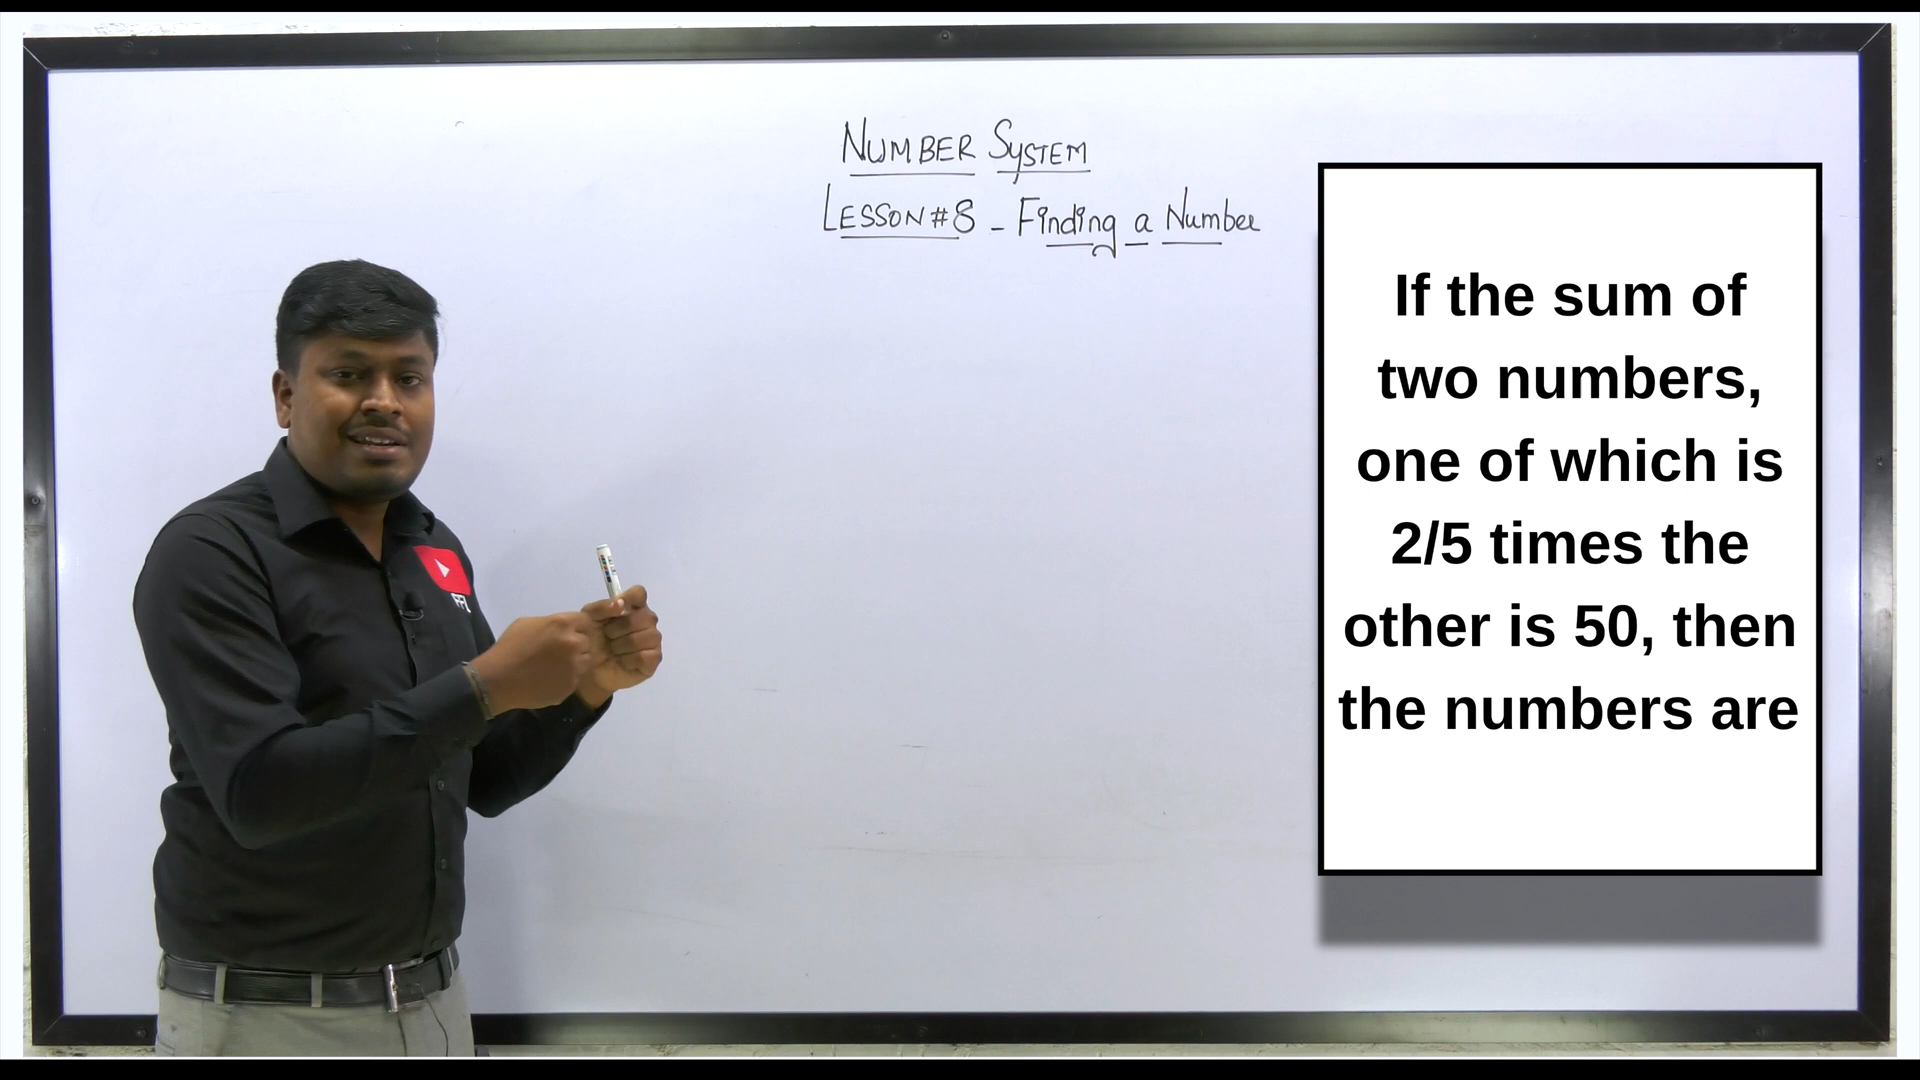 NUMBER SYSTEM
LESSON #8 - Finding a Number
If the sum of
two numbers,
one of which is
2/5 times the
other is 50, then
the numbers are